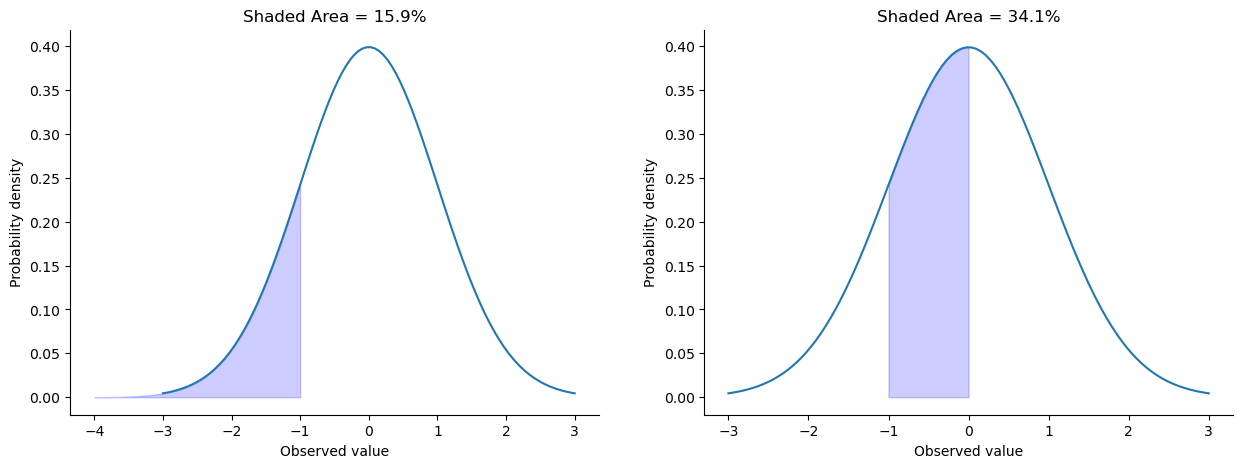 Shaded Area = 15.9%
0.40
0.35
0.30
0.25
0.20
0.15
0.10
0.05
0.00
Probability density
−4 −3 −2 −1 0 1 2 3
Observed value
Shaded Area = 34.1%
0.40
0.35
0.30
0.25
0.20
0.15
0.10
0.05
0.00
Probability density
−3 −2 −1 0 1 2 3
Observed value